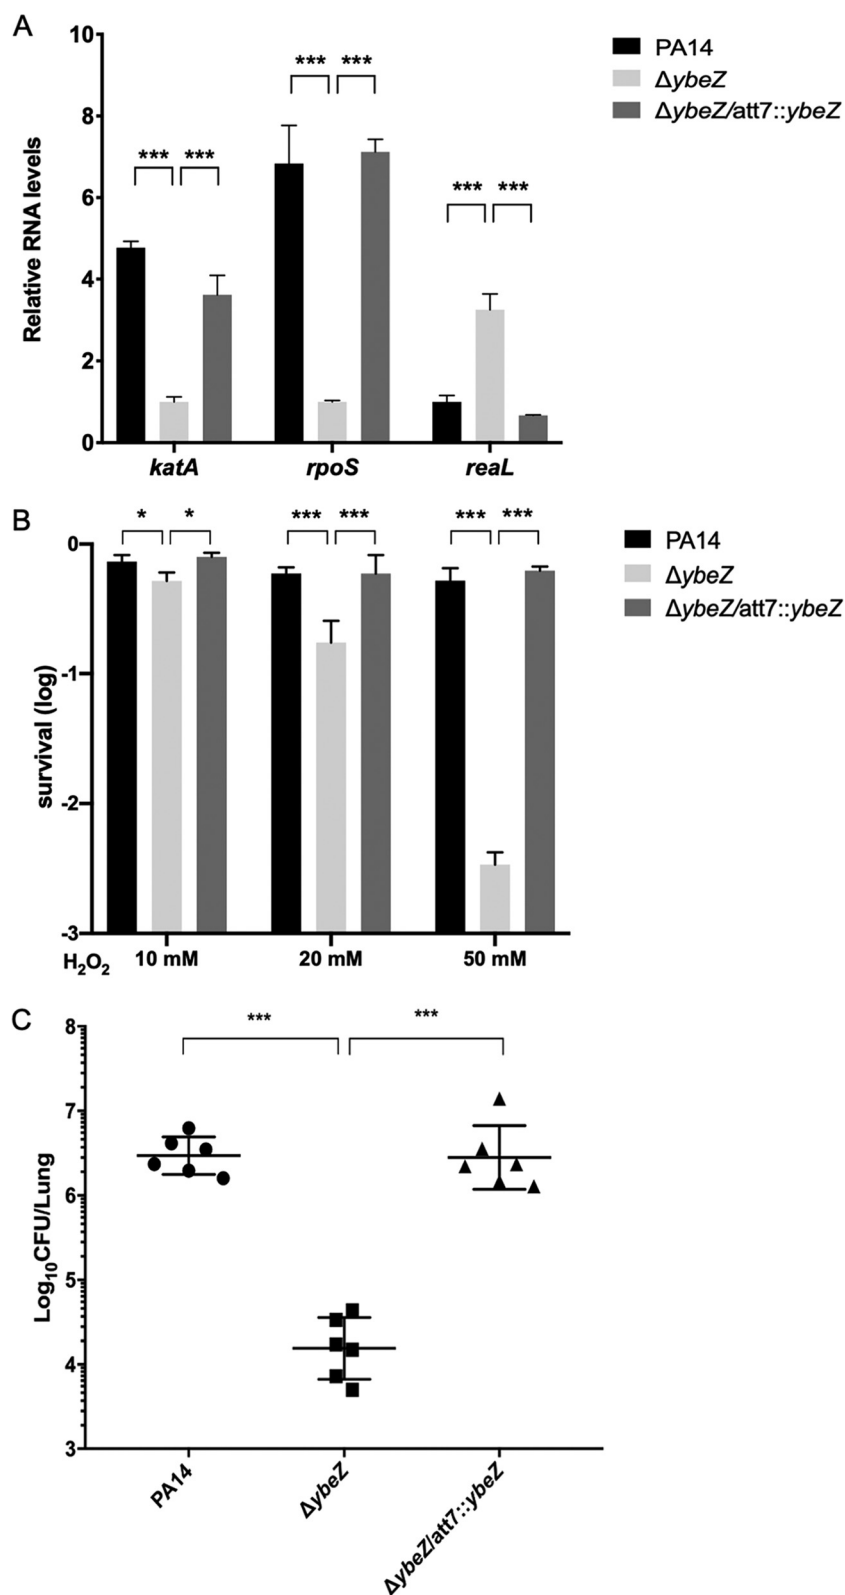 A
10
8
6
4
2
0
Relative RNA levels
*** ***
*** ***
*** ***
katA rpoS reaL
PA14
ΔybeZ
ΔybeZ/att7::ybeZ
B
0
-1
-2
-3
survival (log)
* * *** *** *** ***
H₂O₂ 10 mM 20 mM 50 mM
PA14
ΔybeZ
ΔybeZ/att7::ybeZ
C
8
7
6
5
4
3
Log₁₀CFU/Lung
*** ***
PA14 ΔybeZ ΔybeZ/att7::ybeZ